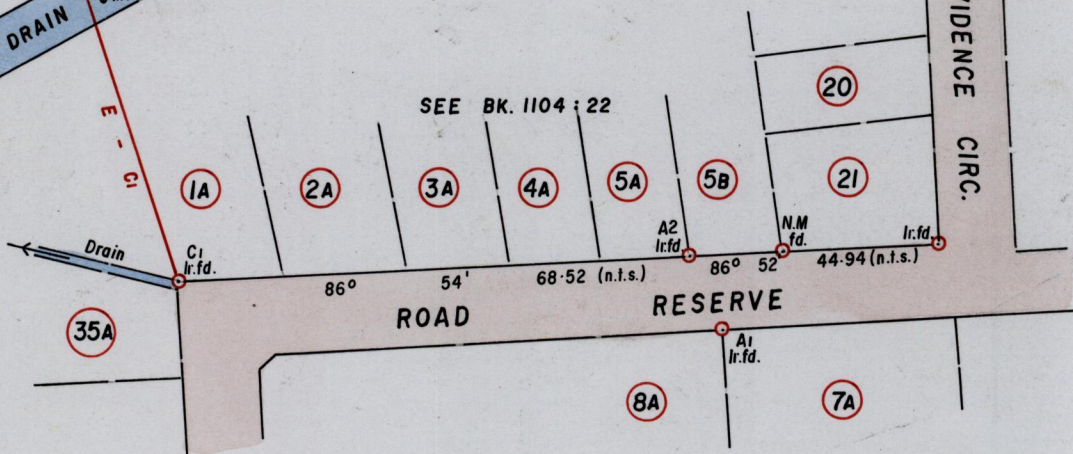 DRAIN
VIDENCE CIRC.
SEE BK. 1104 : 22
20
E - C1
1A
2A
3A
4A
5A
5B
21
Drain
C1
Ir.fd.
A2
Ir.fd
N.M
fd.
Ir.fd.
86° 54' 68·52 (n.t.s.)
86° 52'
44·94 (n.t.s.)
ROAD RESERVE
35A
A1
Ir.fd.
8A
7A